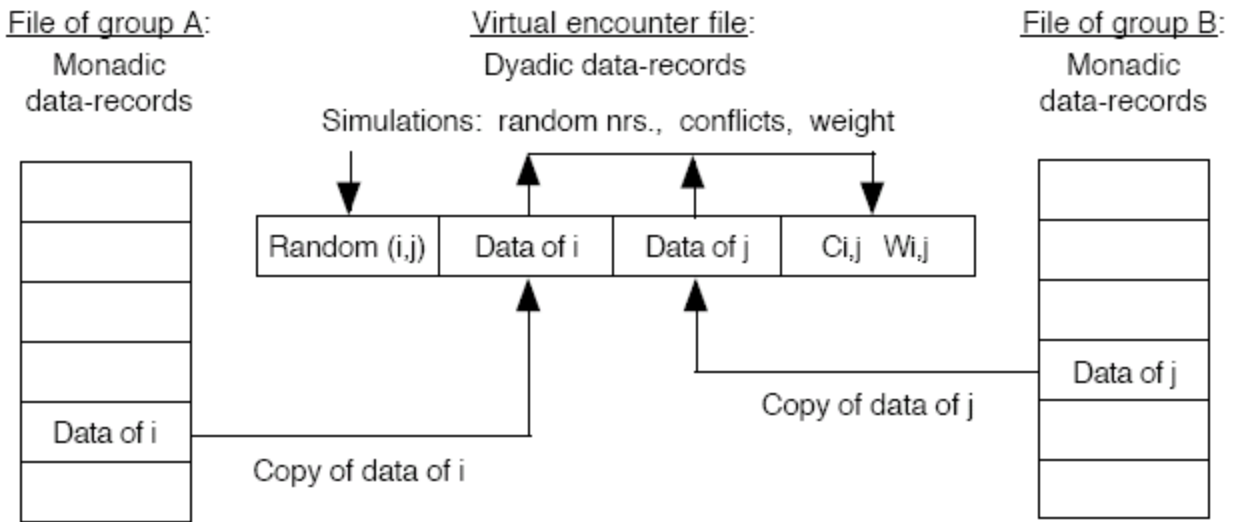 File of group A:
Monadic
data-records
Virtual encounter file:
Dyadic data-records
File of group B:
Monadic
data-records
Simulations: random nrs., conflicts, weight
Random (i,j)
Data of i
Data of j
Ci,j Wi,j
Data of j
Copy of data of j
Data of i
Copy of data of i